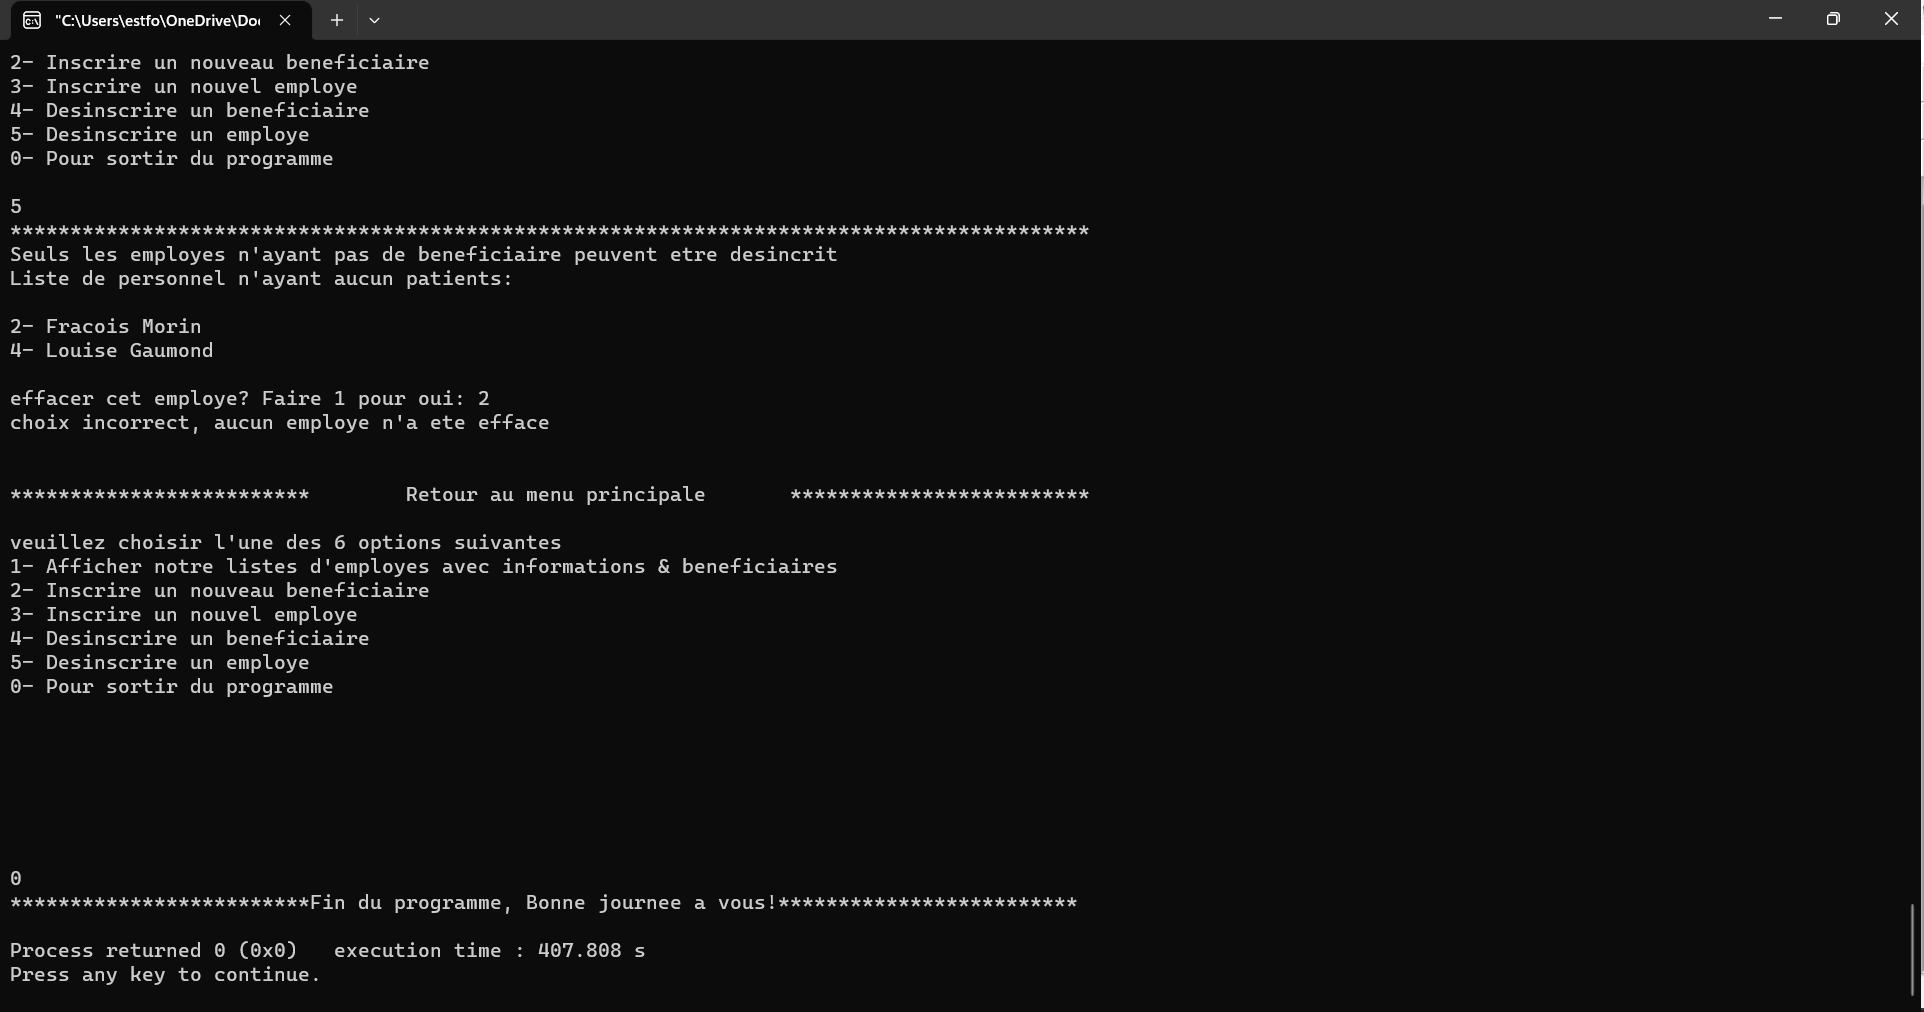 "C:\Users\estfo\OneDrive\Doc
2- Inscrire un nouveau beneficiaire
3- Inscrire un nouvel employe
4- Desinscrire un beneficiaire
5- Desinscrire un employe
0- Pour sortir du programme
5
******************************************************************************************
Seuls les employes n'ayant pas de beneficiaire peuvent etre desincrit
Liste de personnel n'ayant aucun patients:
2- Fracois Morin
4- Louise Gaumond
effacer cet employe? Faire 1 pour oui: 2
choix incorrect, aucun employe n'a ete efface
*************************        Retour au menu principale       *************************
veuillez choisir l'une des 6 options suivantes
1- Afficher notre listes d'employes avec informations & beneficiaires
2- Inscrire un nouveau beneficiaire
3- Inscrire un nouvel employe
4- Desinscrire un beneficiaire
5- Desinscrire un employe
0- Pour sortir du programme
0
*************************Fin du programme, Bonne journee a vous!*************************
Process returned 0 (0x0)   execution time : 407.808 s
Press any key to continue.